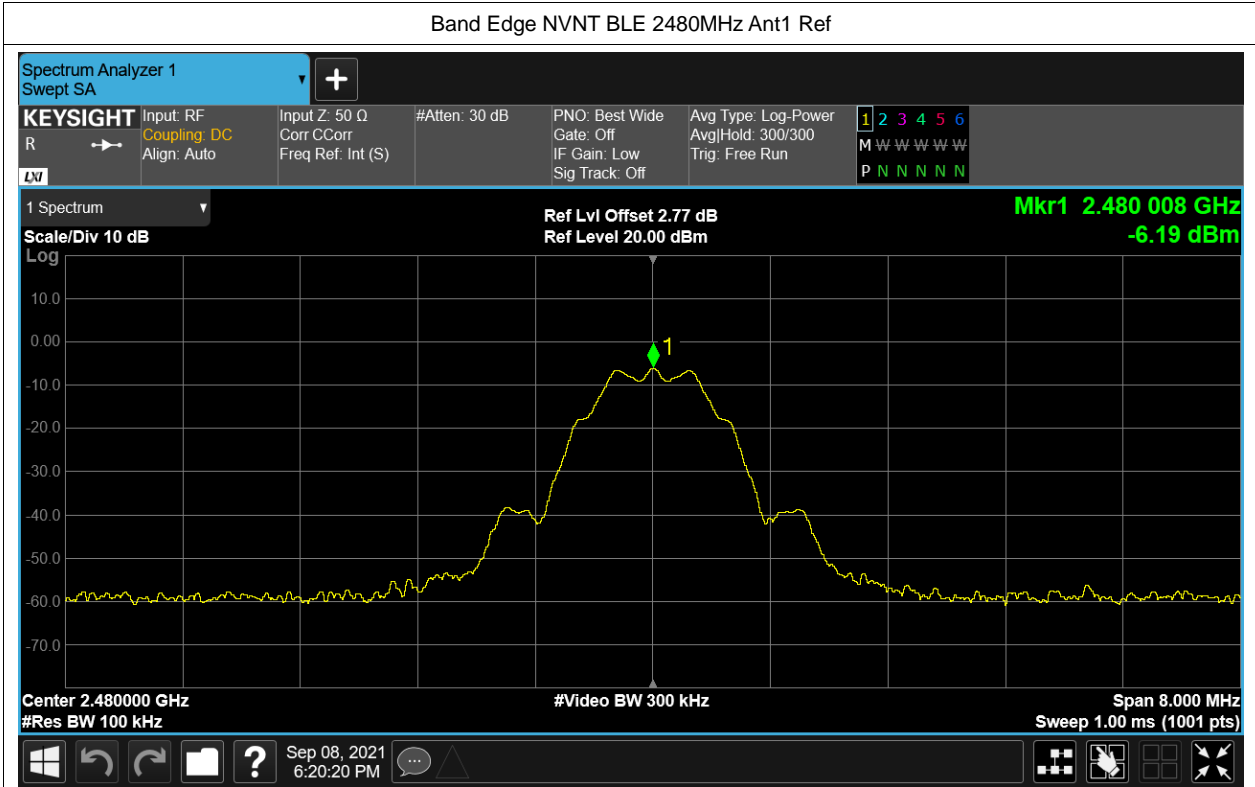 Band Edge NVNT BLE 2480MHz Ant1 Ref
Spectrum Analyzer 1
Swept SA
KEYSIGHT Input: RF Input Z: 50 Ω #Atten: 30 dB PNO: Best Wide Avg Type: Log-Power 1 2 3 4 5 6
R Coupling: DC Corr CCorr Gate: Off Avg|Hold: 300/300 M W W W W W
Align: Auto Freq Ref: Int (S) IF Gain: Low Trig: Free Run
LXI Sig Track: Off P N N N N N
1 Spectrum Ref Lvl Offset 2.77 dB Mkr1 2.480 008 GHz
Scale/Div 10 dB Ref Level 20.00 dBm -6.19 dBm
Log
10.0
0.00
1
-10.0
-20.0
-30.0
-40.0
-50.0
-60.0
-70.0
Center 2.480000 GHz #Video BW 300 kHz Span 8.000 MHz
#Res BW 100 kHz Sweep 1.00 ms (1001 pts)
? Sep 08, 2021
6:20:20 PM